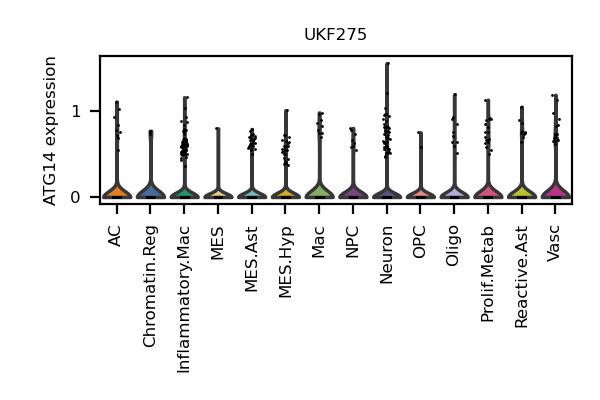 UKF275
ATG14 expression
1
0
AC
Chromatin.Reg
Inflammatory.Mac
MES
MES.Ast
MES.Hyp
Mac
NPC
Neuron
OPC
Oligo
Prolif.Metab
Reactive.Ast
Vasc